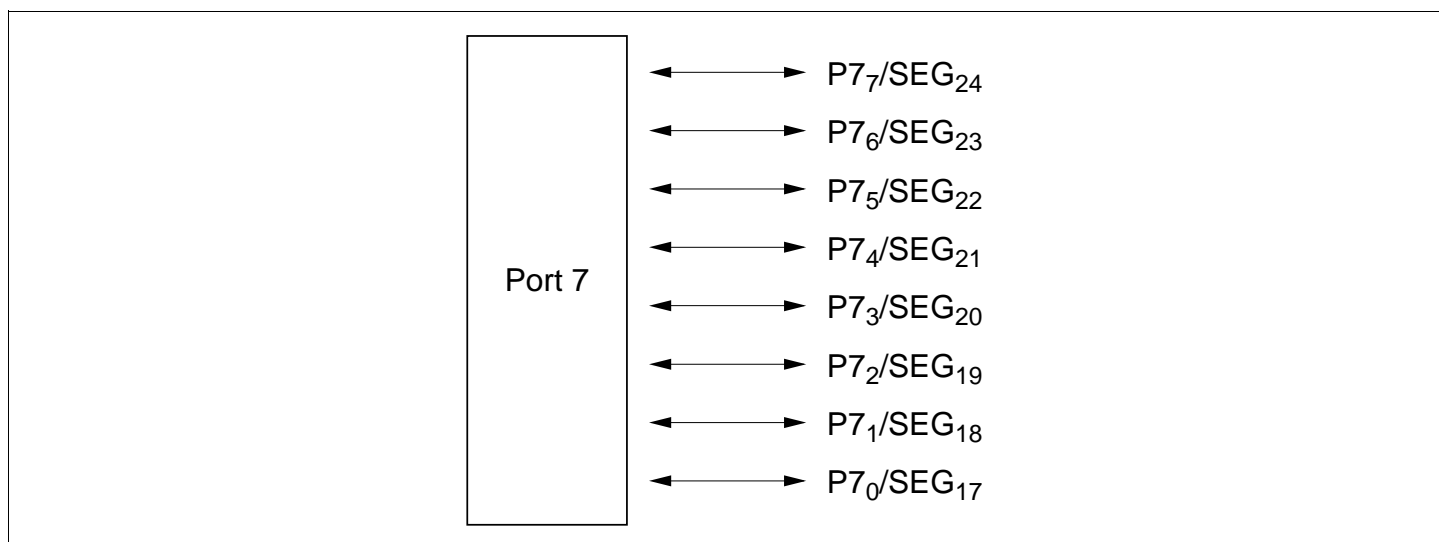 P7₇/SEG₂₄
P7₆/SEG₂₃
P7₅/SEG₂₂
P7₄/SEG₂₁
Port 7
P7₃/SEG₂₀
P7₂/SEG₁₉
P7₁/SEG₁₈
P7₀/SEG₁₇